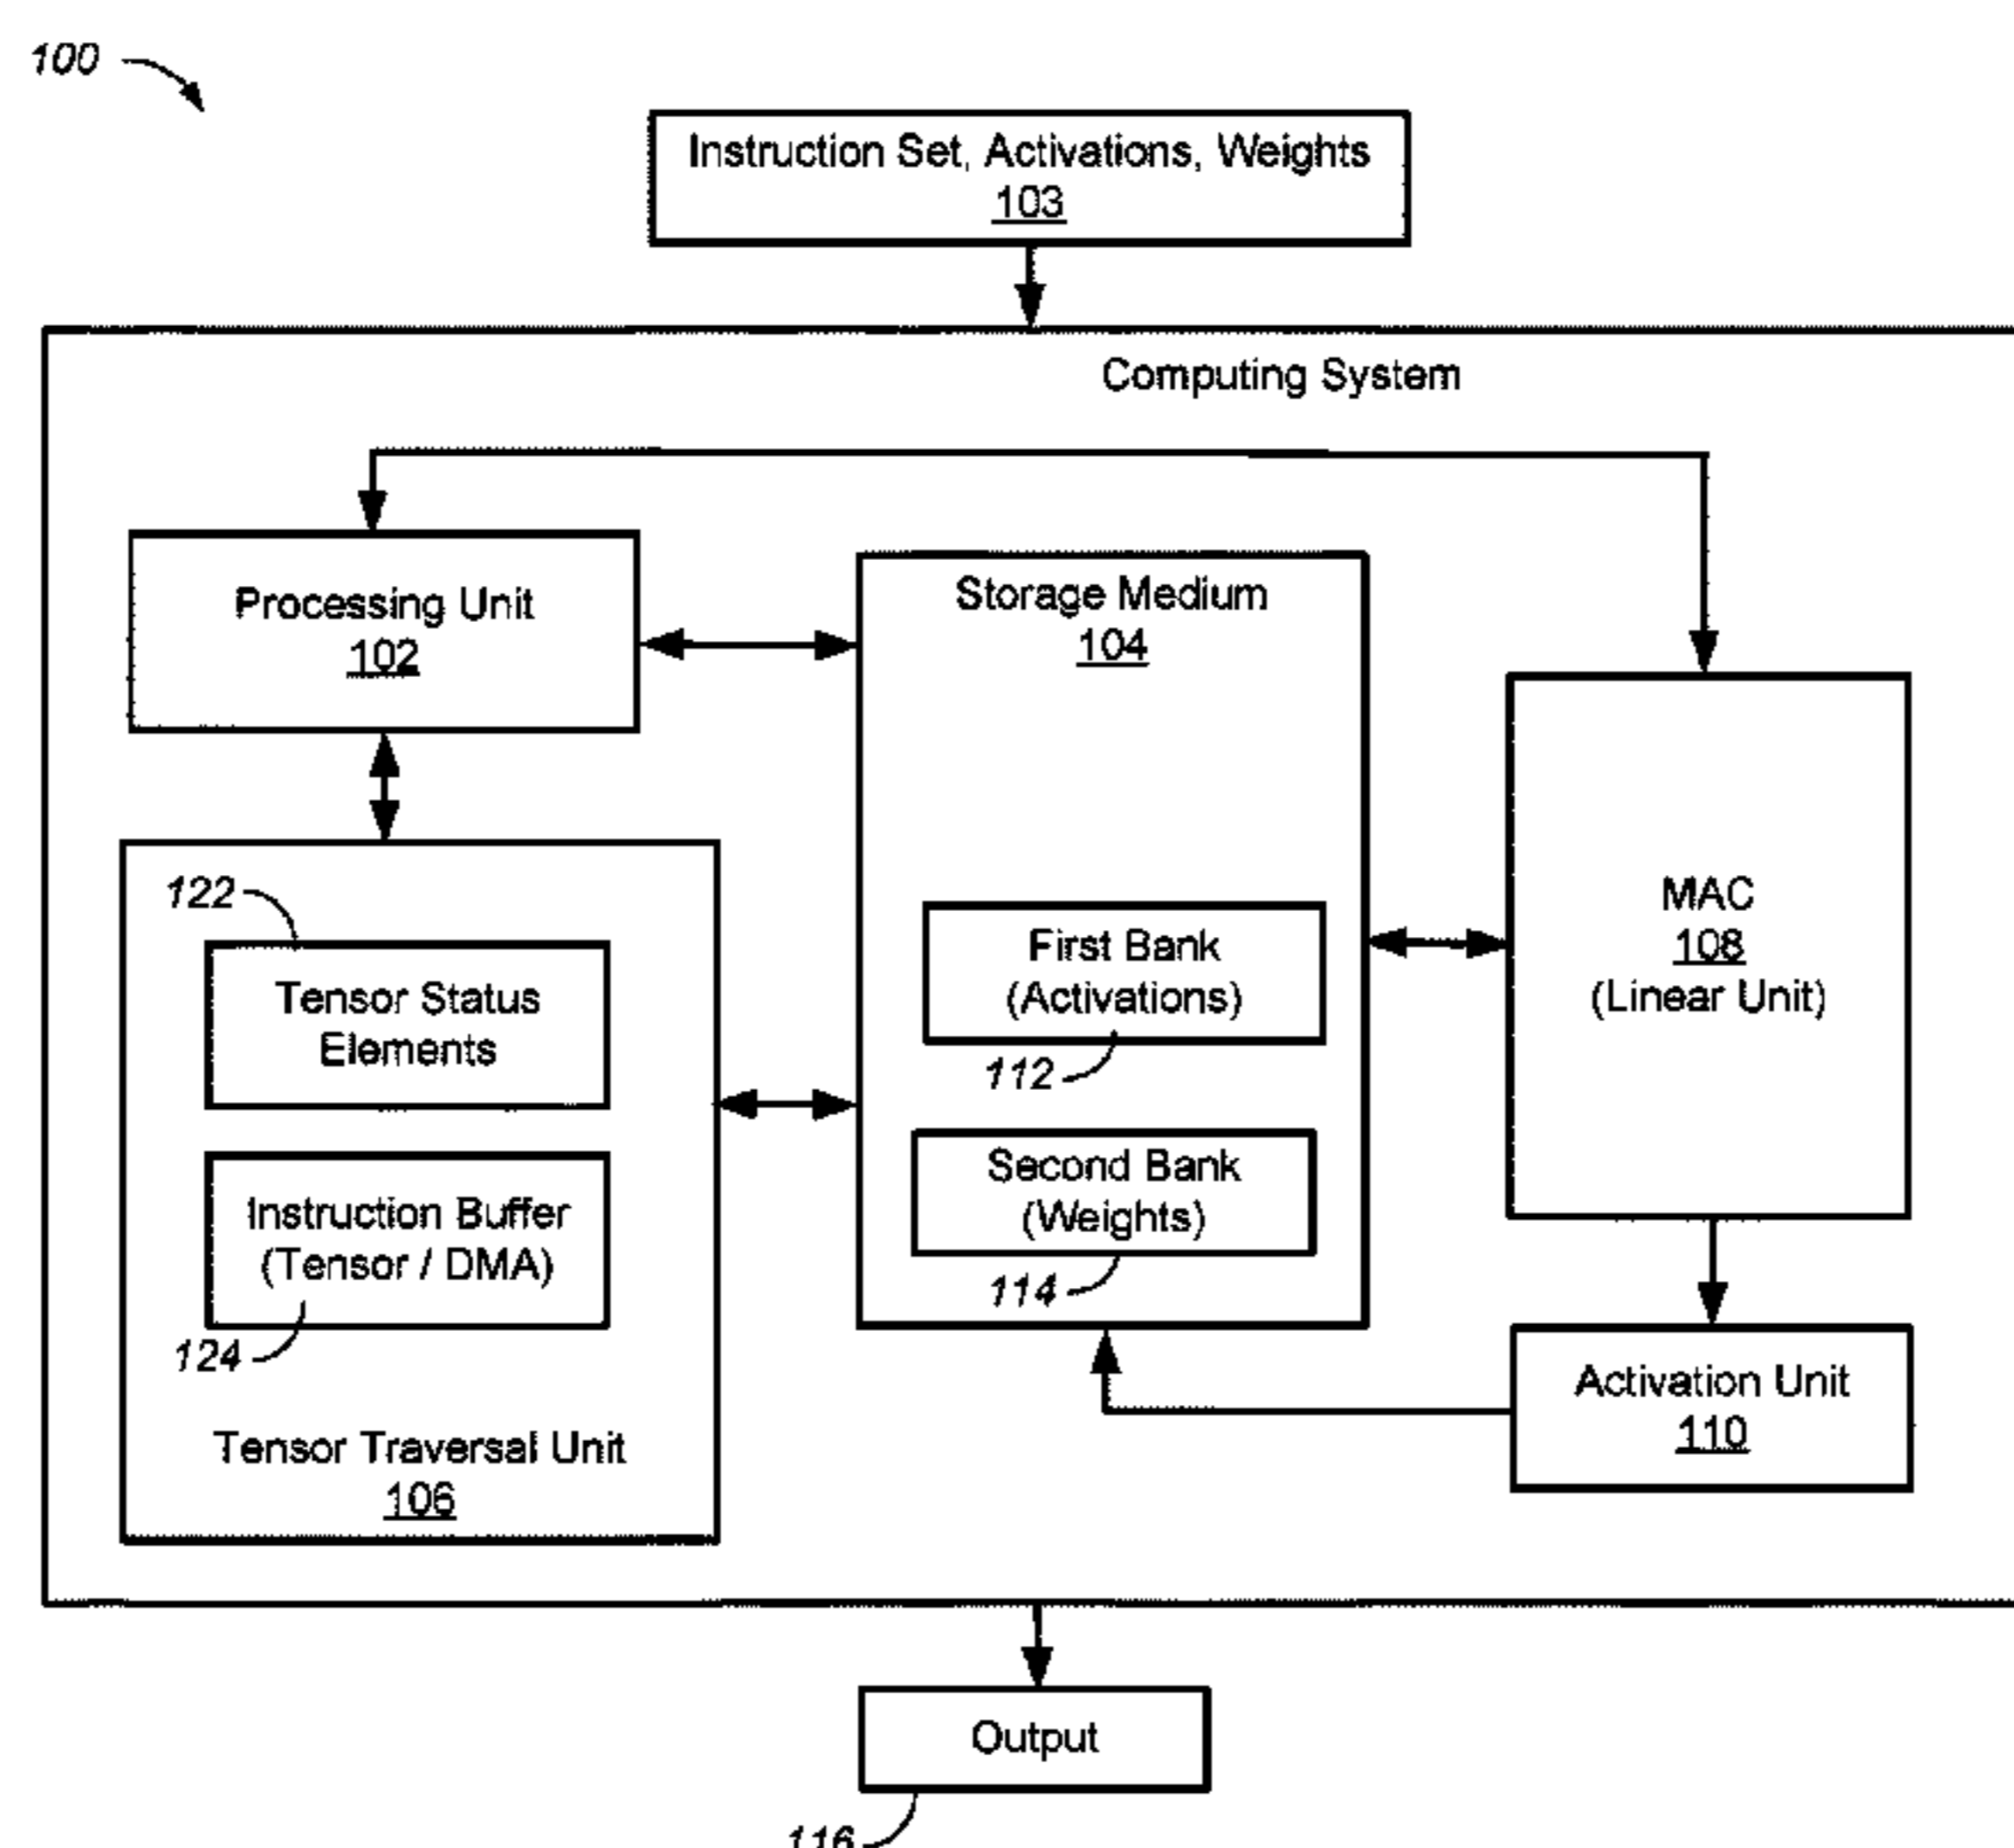 100
Instruction Set, Activations, Weights
103
Computing System
Processing Unit
102
Storage Medium
104
MAC
108
(Linear Unit)
122
Tensor Status
Elements
First Bank
(Activations)
112
Instruction Buffer
(Tensor / DMA)
124
Second Bank
(Weights)
114
Tensor Traversal Unit
106
Activation Unit
110
Output
116